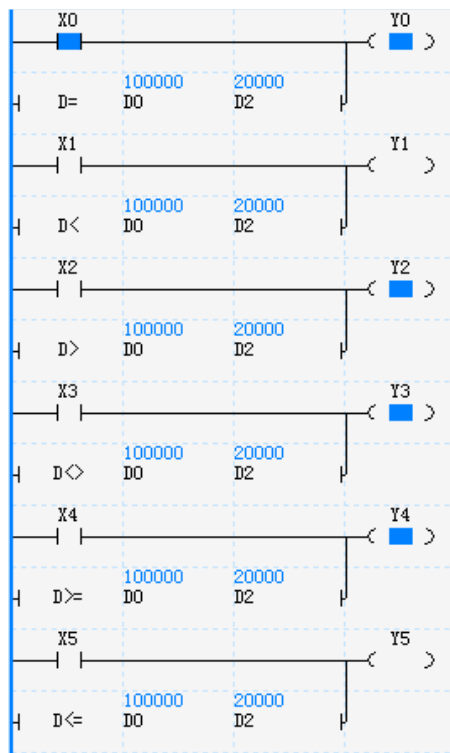 X0 Y0
100000 20000
D= D0 D2
X1 Y1
100000 20000
D< D0 D2
X2 Y2
100000 20000
D> D0 D2
X3 Y3
100000 20000
D<> D0 D2
X4 Y4
100000 20000
D>= D0 D2
X5 Y5
100000 20000
D<= D0 D2